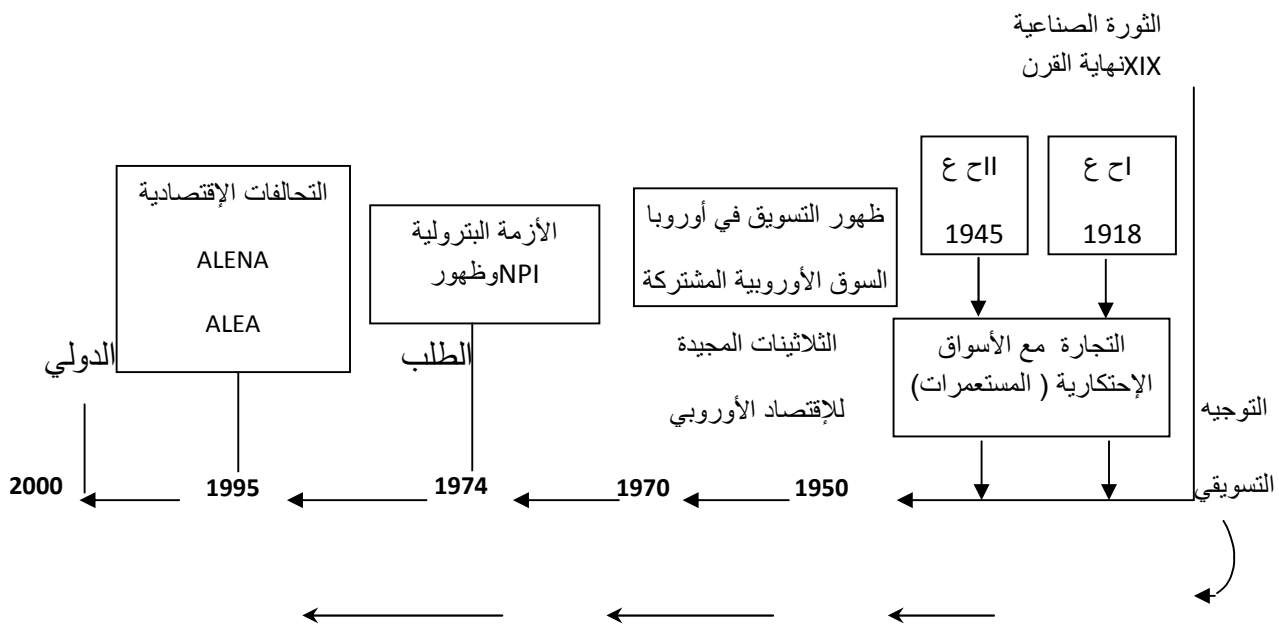 الثورة الصناعية
نهاية القرن XIX
ح ع I
1918
ح ع II
1945
ظهور التسويق في أوروبا
السوق الأوروبية المشتركة
الأزمة البترولية
وظهور NPI
التحالفات الإقتصادية
ALENA
ALEA
التجارة مع الأسواق
الإحتكارية ( المستعمرات)
الثلاثينات المجيدة
للإقتصاد الأوروبي
الطلب
الدولي
التوجيه
التسويقي
1950
1970
1974
1995
2000